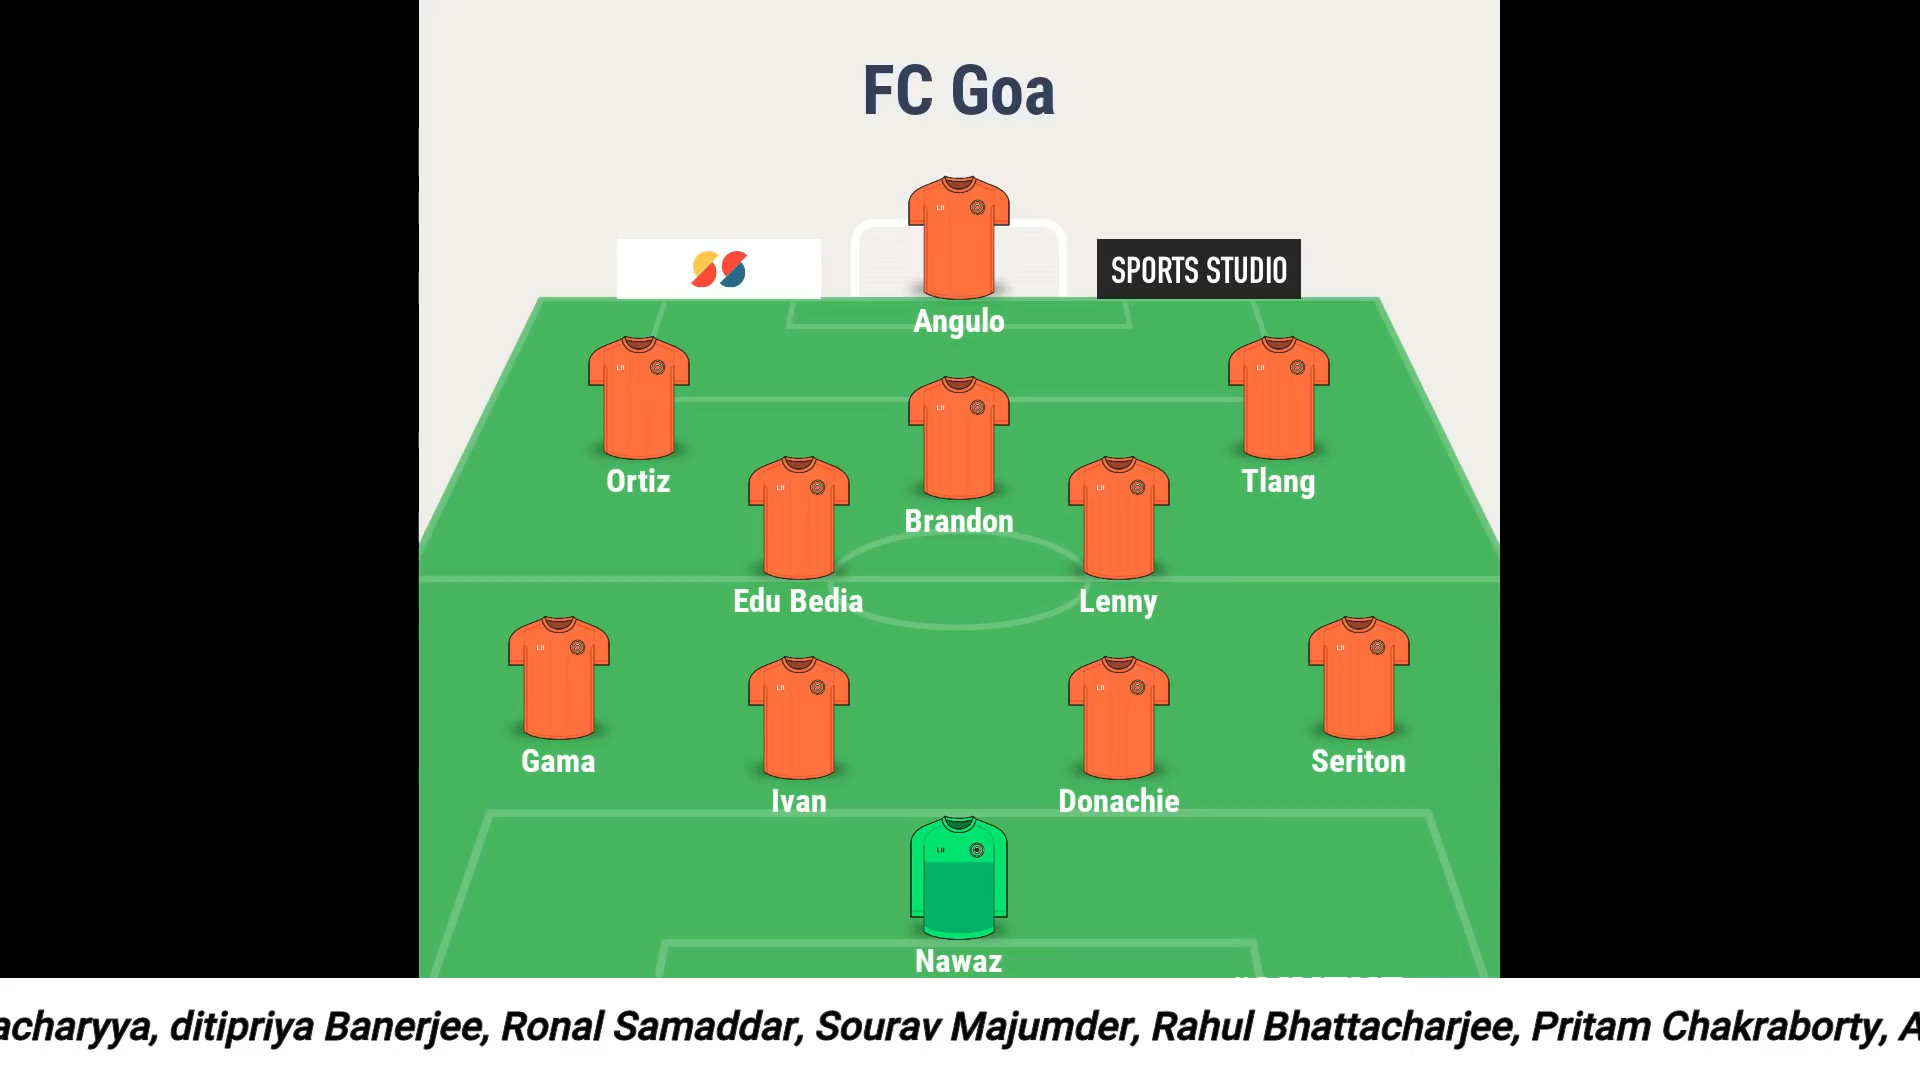 FC Goa
SPORTS STUDIO
Angulo
Ortiz
Tlang
Brandon
Edu Bedia
Lenny
Gama
Seriton
Ivan
Donachie
Nawaz
acharyya, ditipriya Banerjee, Ronal Samaddar, Sourav Majumder, Rahul Bhattacharjee, Pritam Chakraborty, A